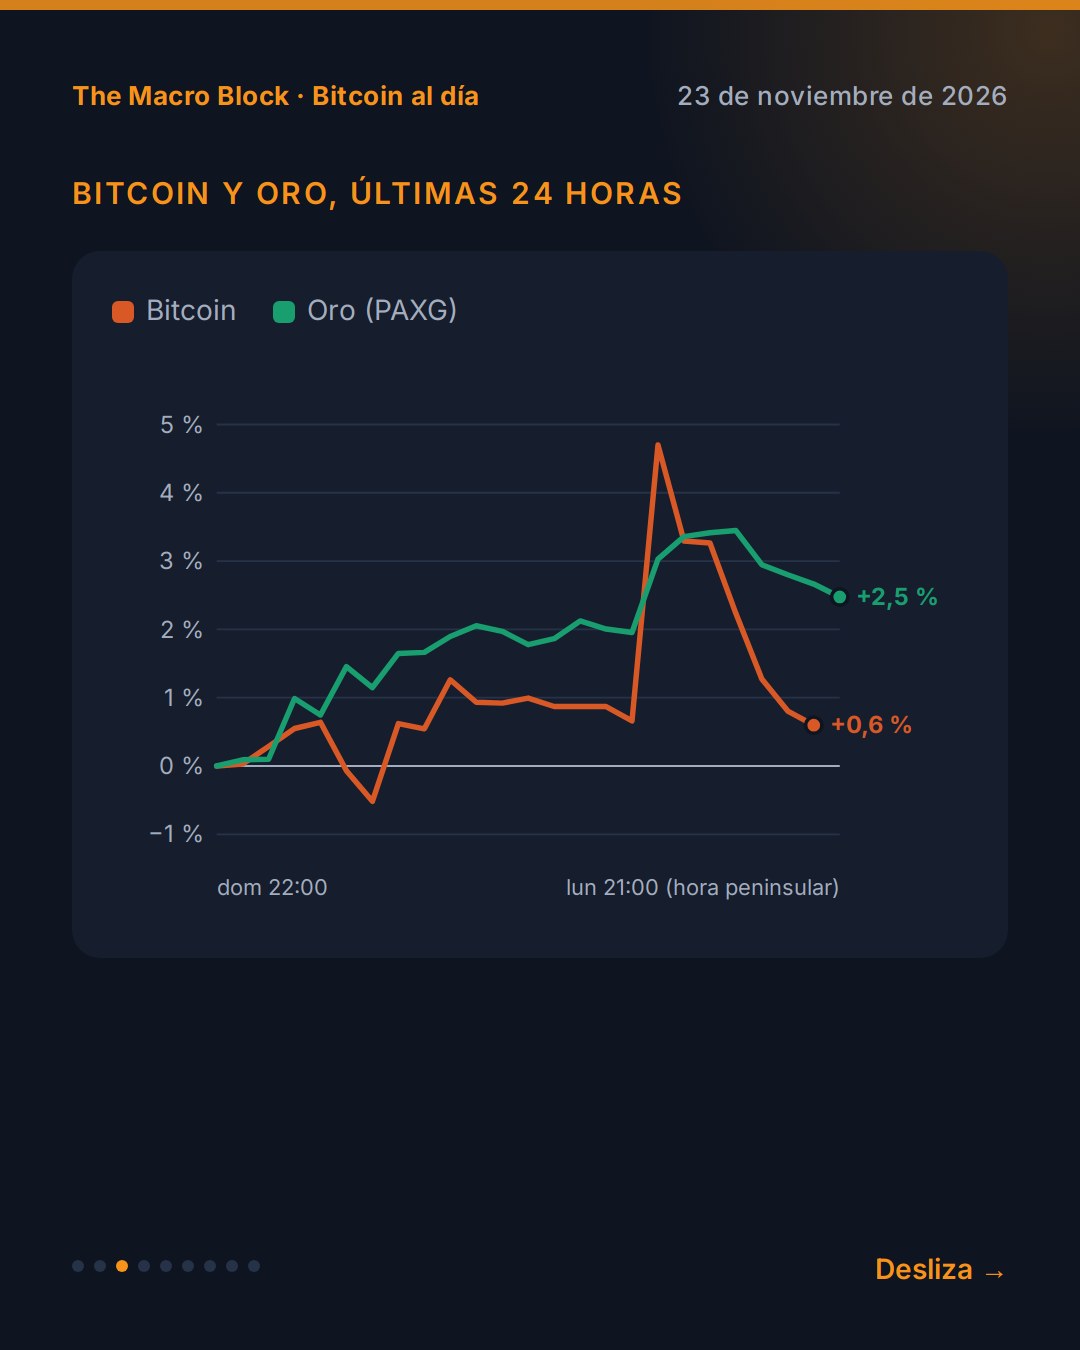 The Macro Block · Bitcoin al día
23 de noviembre de 2026
BITCOIN Y ORO, ÚLTIMAS 24 HORAS
Bitcoin
Oro (PAXG)
5 %
4 %
3 %
2 %
1 %
0 %
−1 %
+2,5 %
+0,6 %
dom 22:00
lun 21:00 (hora peninsular)
Desliza →